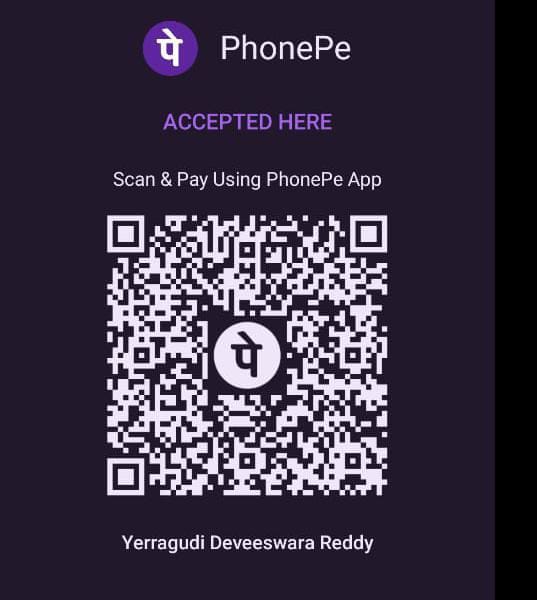 पे PhonePe
ACCEPTED HERE
Scan & Pay Using PhonePe App
पे
Yerragudi Deveeswara Reddy